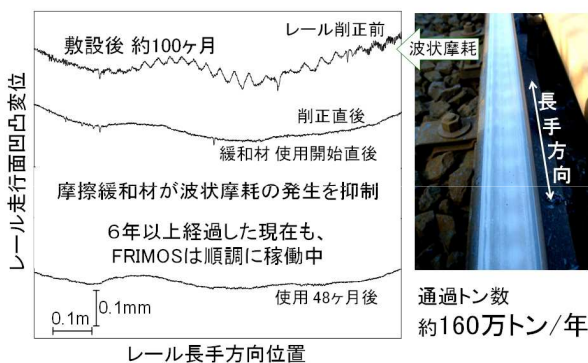 敷設後 約100ヶ月
レール削正前
波状摩耗
削正直後
緩和材 使用開始直後
摩擦緩和材が波状摩耗の発生を抑制
6年以上経過した現在も、
FRIMOSは順調に稼働中
使用 48ヶ月後
0.1mm
0.1m
レール走行面凹凸変位
レール長手方向位置
長手方向
通過トン数
約160万トン/年